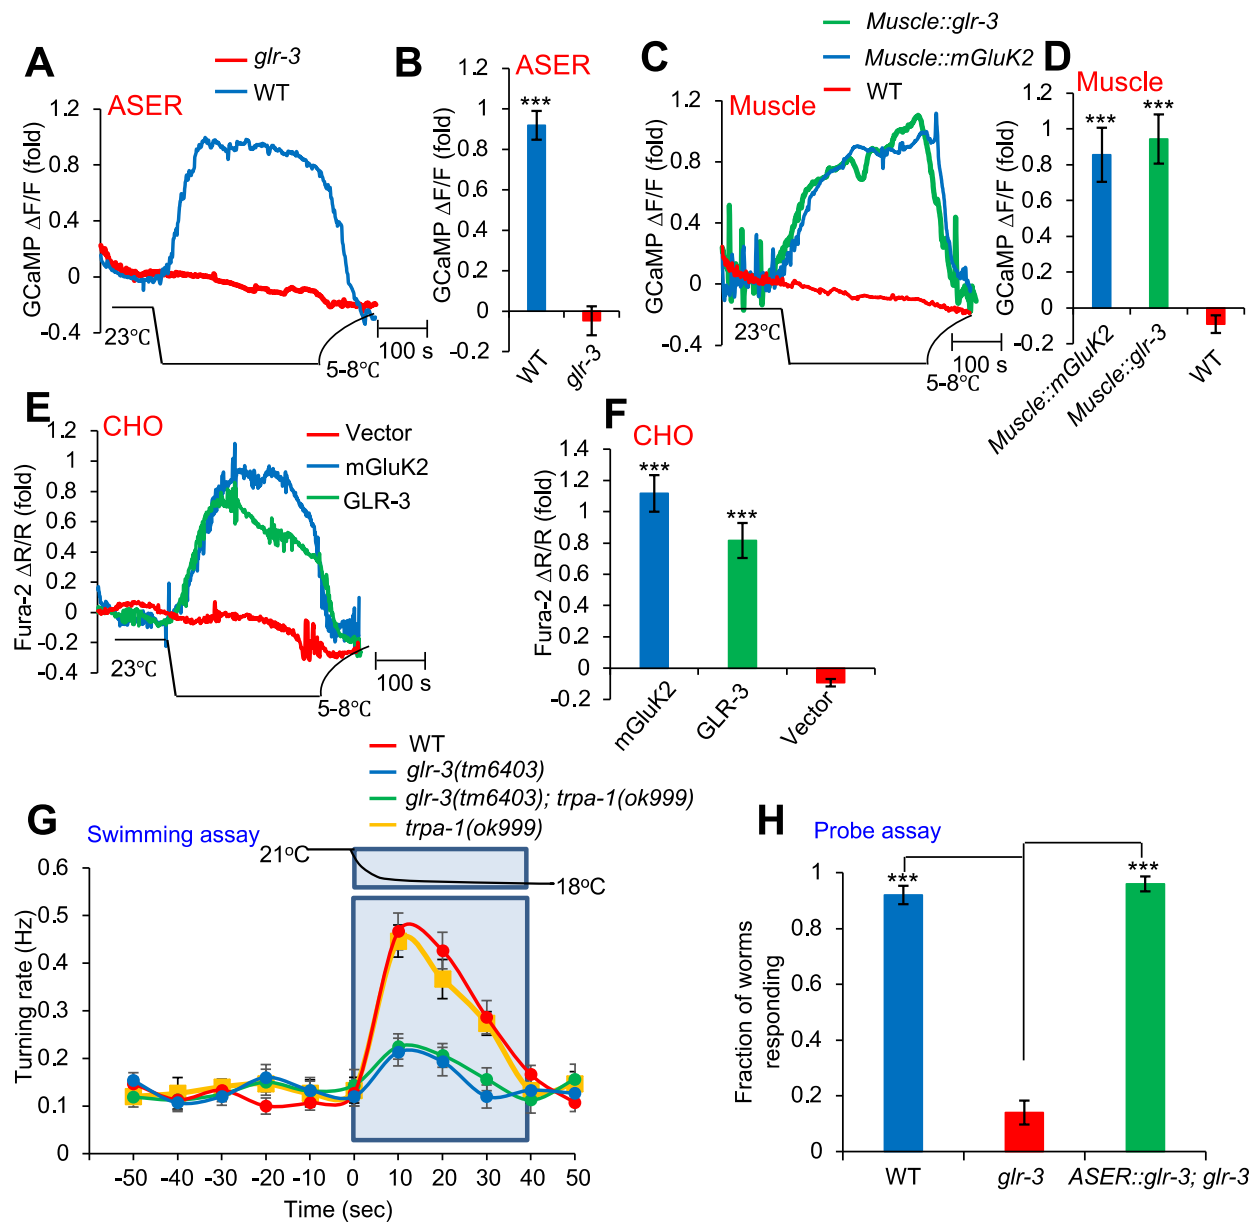 A
glr-3
WT
ASER
GCaMP ΔF/F (fold)
1.2
0.8
0.4
0
-0.4
23℃
5-8℃
100 s
B
ASER
GCaMP ΔF/F (fold)
1.2
1
0.8
0.6
0.4
0.2
0
-0.2
***
WT
glr-3
C
Muscle::glr-3
Muscle::mGluK2
WT
Muscle
GCaMP ΔF/F (fold)
1.2
0.8
0.4
0
-0.4
23℃
5-8℃
100 s
D
Muscle
GCaMP ΔF/F (fold)
1.2
1
0.8
0.6
0.4
0.2
0
-0.2
***
***
Muscle::mGluK2
Muscle::glr-3
WT
E
CHO
Vector
mGluK2
GLR-3
Fura-2 ΔR/R (fold)
1.2
1
0.8
0.6
0.4
0.2
0
-0.2
-0.4
23℃
5-8℃
100 s
F
CHO
Fura-2 ΔR/R (fold)
1.4
1.2
1
0.8
0.6
0.4
0.2
0
-0.2
***
***
mGluK2
GLR-3
Vector
G
WT
glr-3(tm6403)
glr-3(tm6403); trpa-1(ok999)
trpa-1(ok999)
Swimming assay
21°C
18°C
Turning rate (Hz)
0.6
0.5
0.4
0.3
0.2
0.1
0
-50 -40 -30 -20 -10 0 10 20 30 40 50
Time (sec)
H
Probe assay
Fraction of worms
responding
1
0.8
0.6
0.4
0.2
0
***
***
WT
glr-3
ASER::glr-3; glr-3